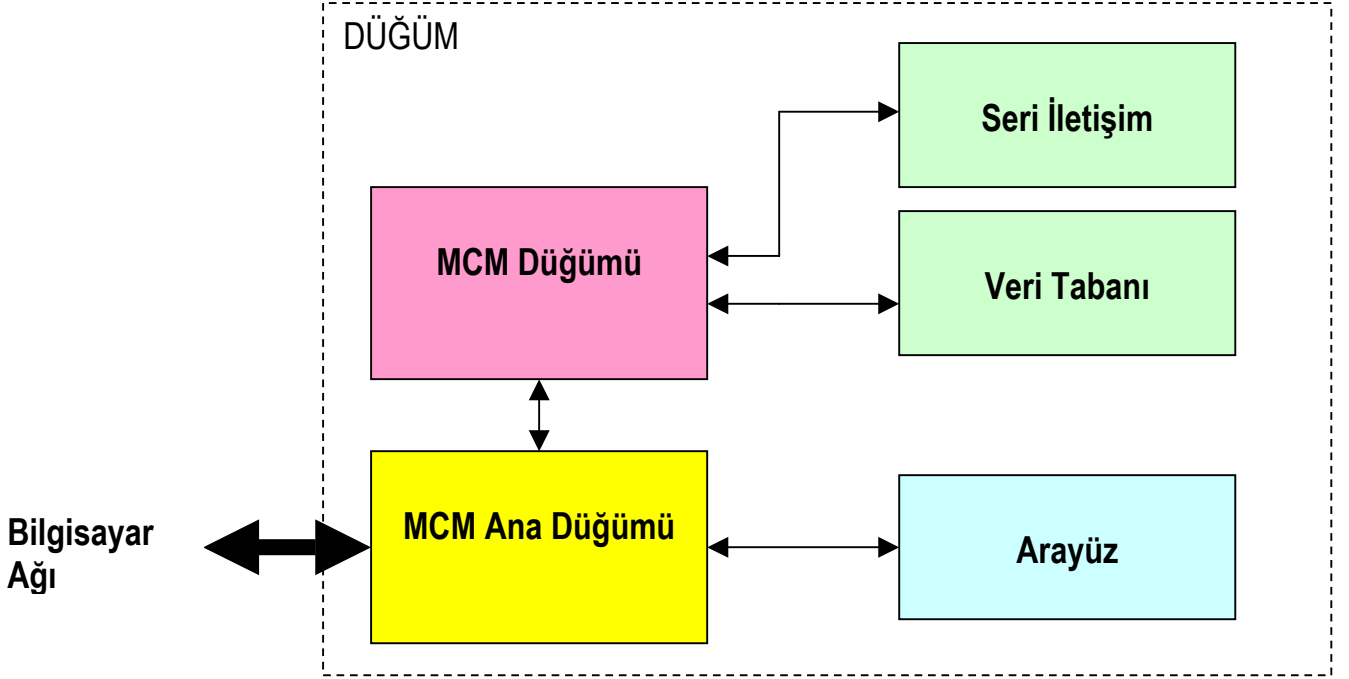 DÜĞÜM
Seri İletişim
MCM Düğümü
Veri Tabanı
MCM Ana Düğümü
Bilgisayar
Ağı
Arayüz